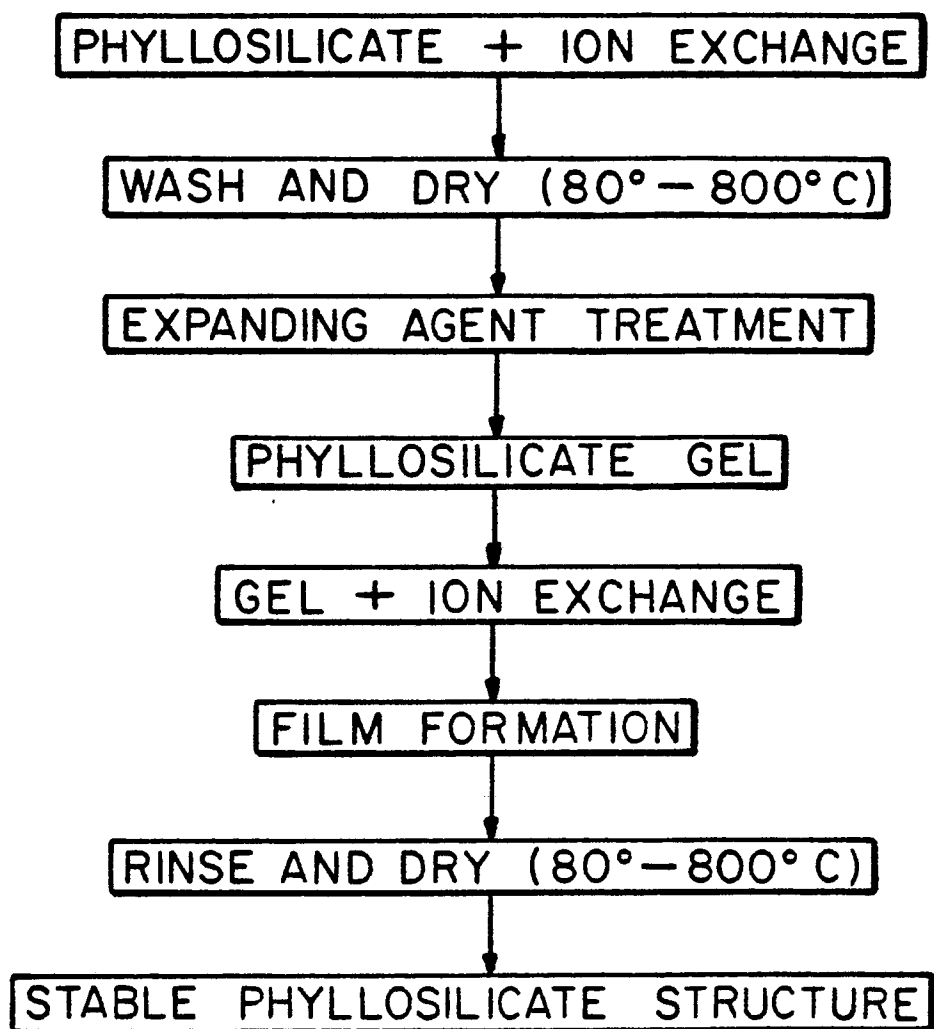 PHYLLOSILICATE + ION EXCHANGE
WASH AND DRY (80° — 800° C)
EXPANDING AGENT TREATMENT
PHYLLOSILICATE GEL
GEL + ION EXCHANGE
FILM FORMATION
RINSE AND DRY (80° — 800° C)
STABLE PHYLLOSILICATE STRUCTURE